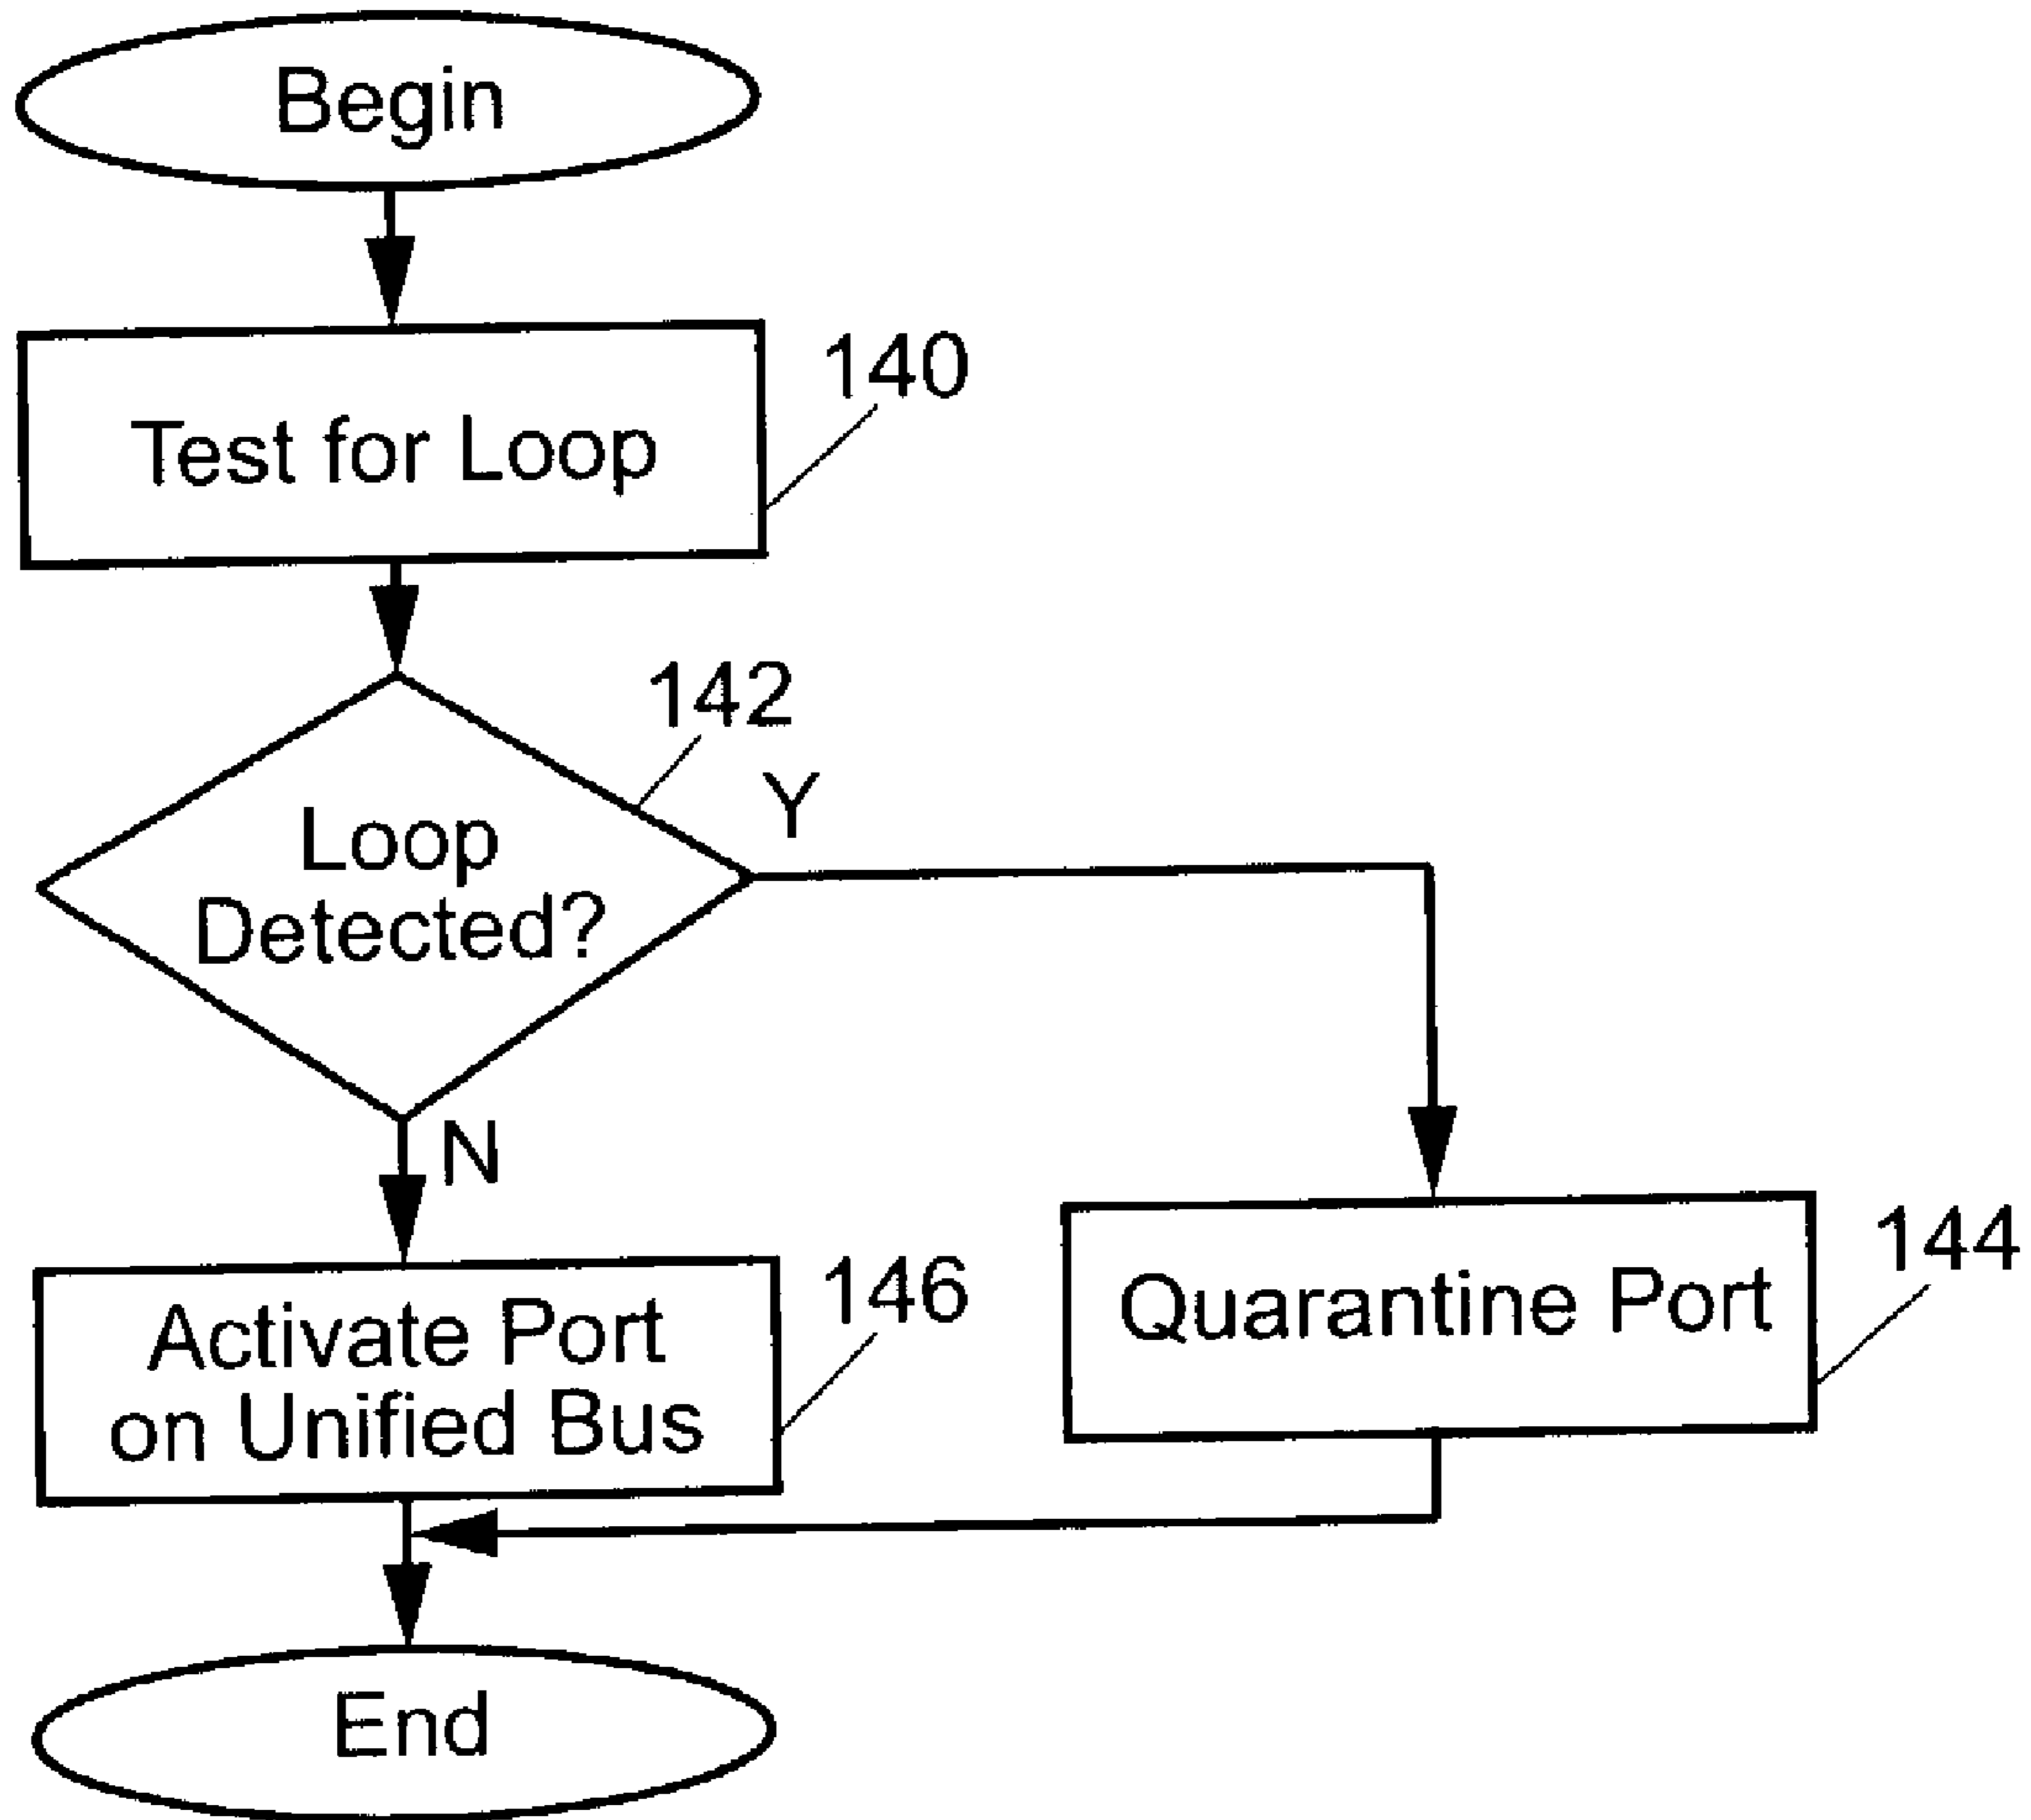 Begin
140
Test for Loop
142
Y
Loop
Detected?
N
146
Activate Port
on Unified Bus
144
Quarantine Port
End